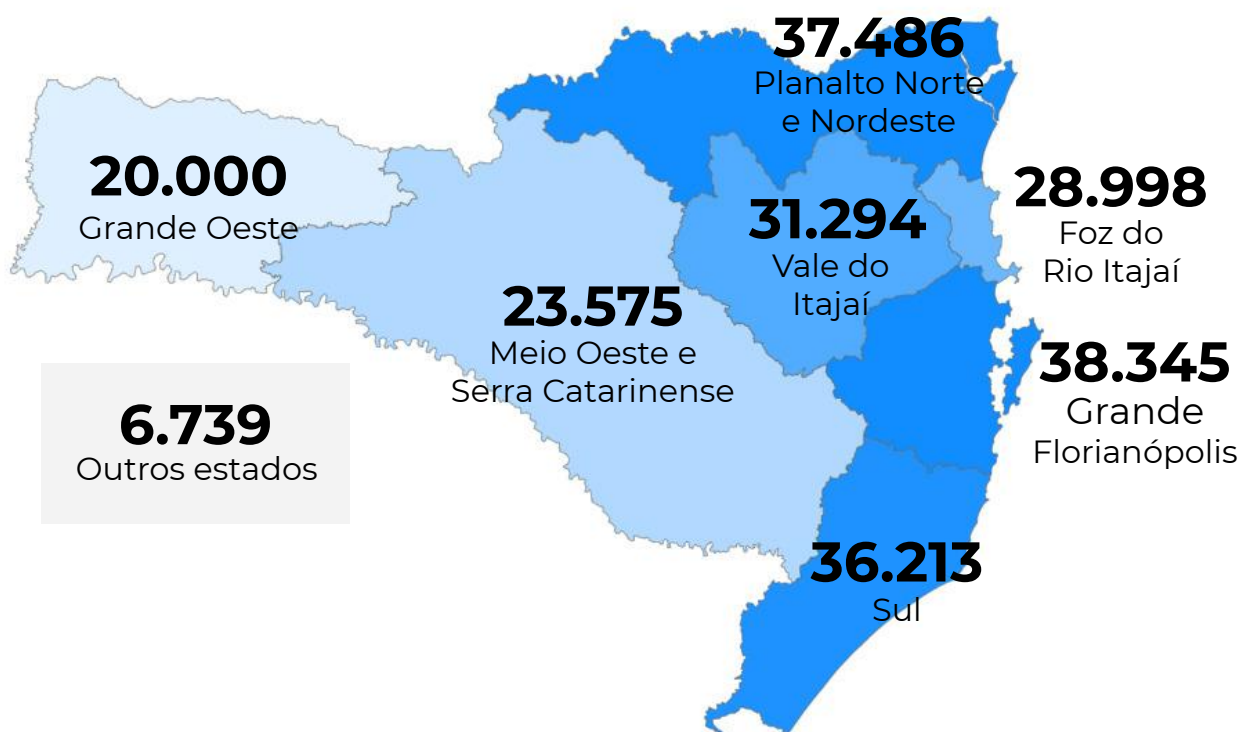 37.486
Planalto Norte
e Nordeste
20.000
Grande Oeste
31.294
Vale do
Itajaí
28.998
Foz do
Rio Itajaí
23.575
Meio Oeste e
Serra Catarinense
38.345
Grande
Florianópolis
6.739
Outros estados
36.213
Sul